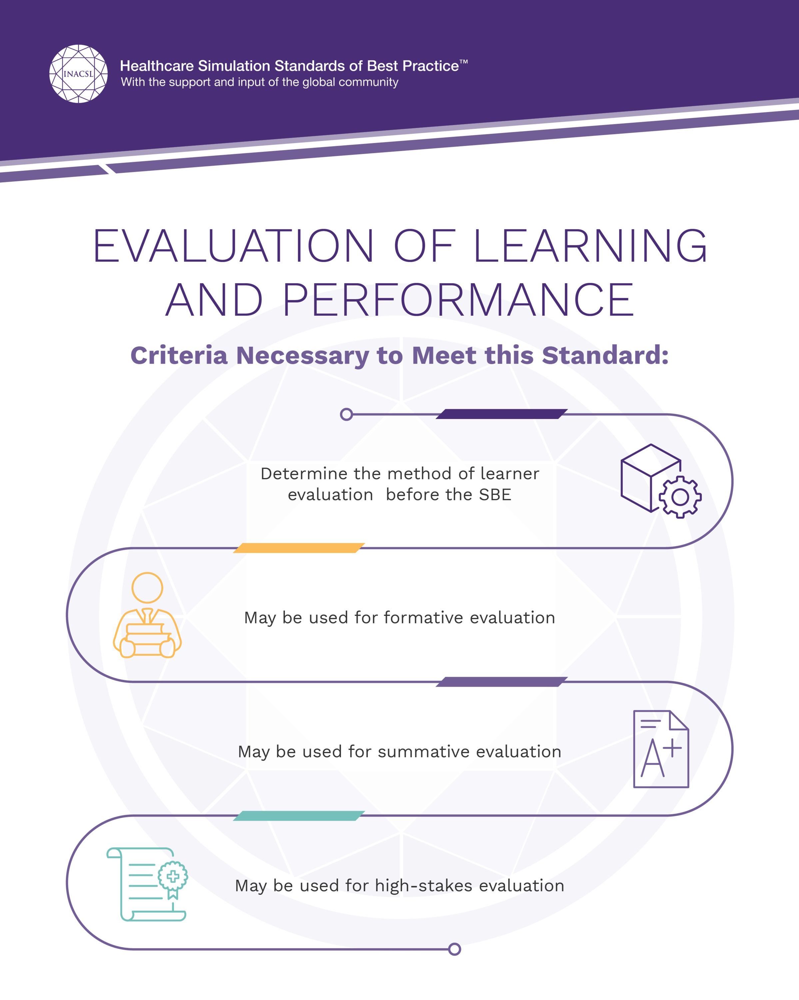 INACSL
Healthcare Simulation Standards of Best Practice™
With the support and input of the global community
EVALUATION OF LEARNING
AND PERFORMANCE
Criteria Necessary to Meet this Standard:
Determine the method of learner
evaluation before the SBE
May be used for formative evaluation
May be used for summative evaluation
A+
May be used for high-stakes evaluation